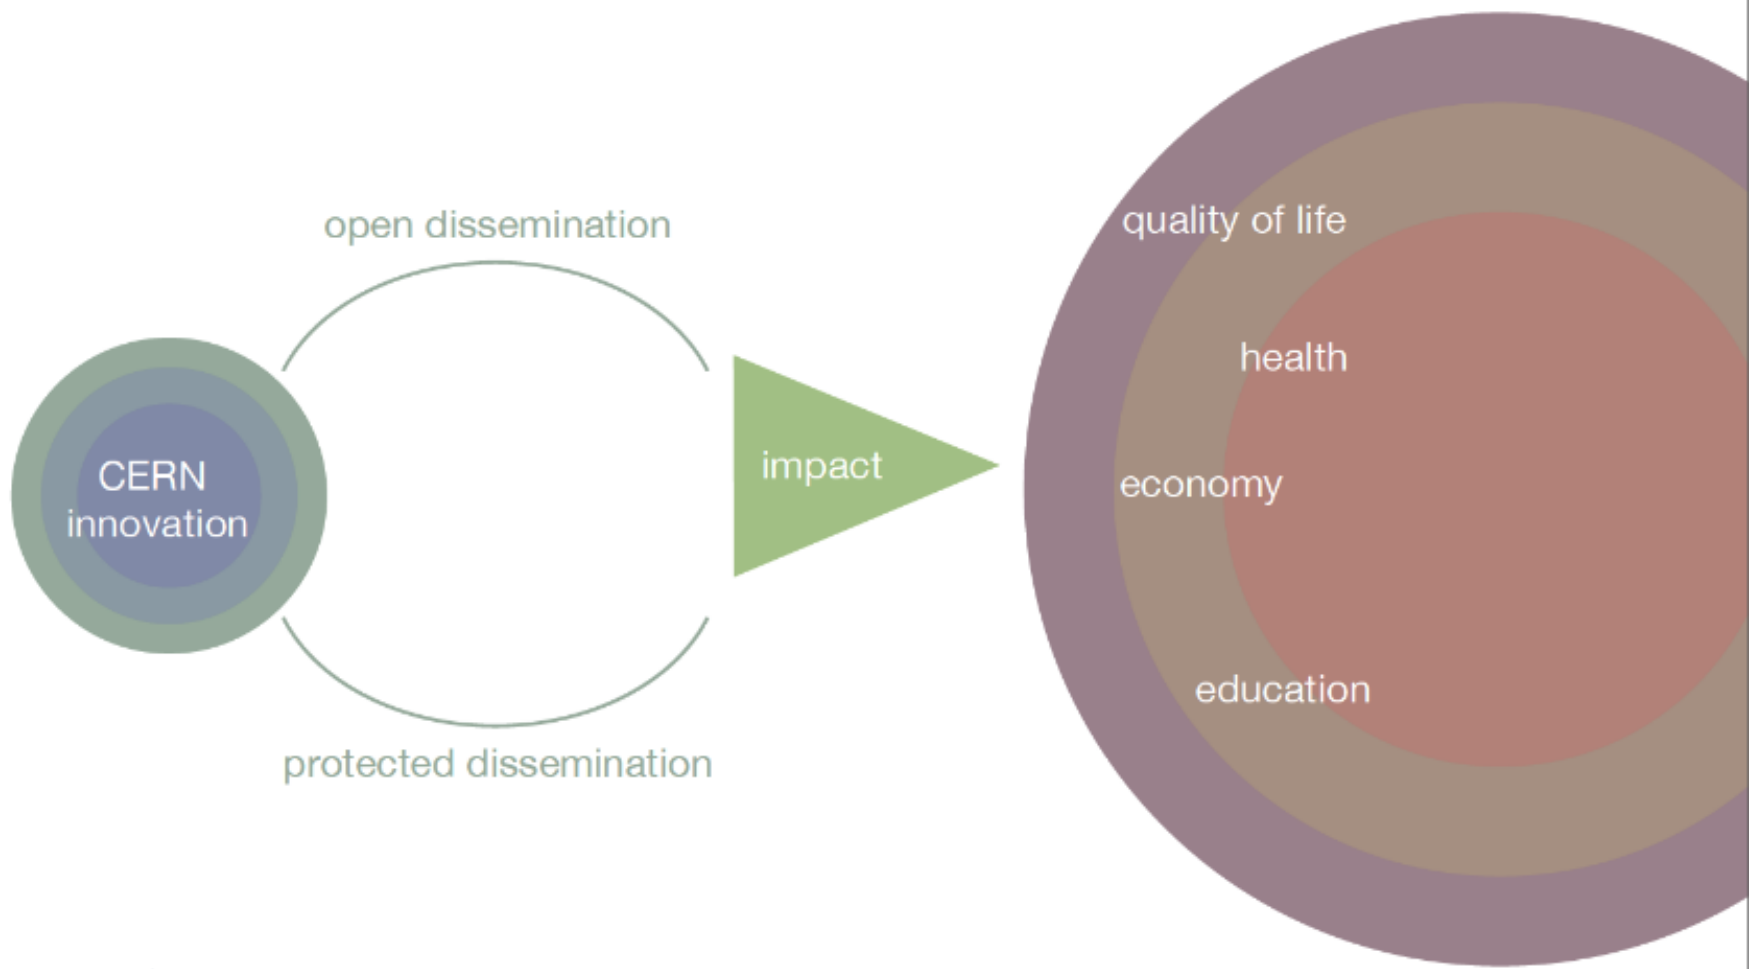 open dissemination
CERN
innovation
protected dissemination
impact
quality of life
health
economy
education